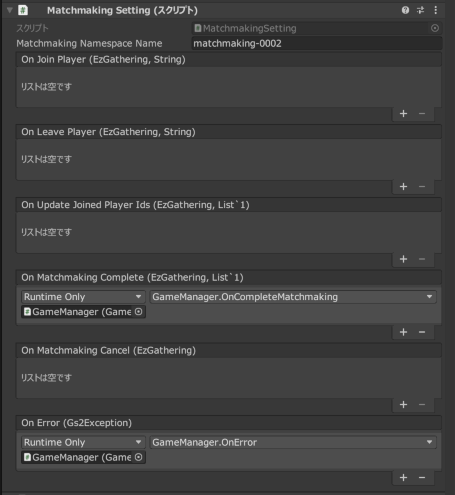 Matchmaking Setting (スクリプト)
スクリプト MatchmakingSetting
Matchmaking Namespace Name matchmaking-0002
On Join Player (EzGathering, String)
リストは空です
+ −
On Leave Player (EzGathering, String)
リストは空です
+ −
On Update Joined Player Ids (EzGathering, List`1)
リストは空です
+ −
On Matchmaking Complete (EzGathering, List`1)
Runtime Only GameManager.OnCompleteMatchmaking
GameManager (Game
+ −
On Matchmaking Cancel (EzGathering)
リストは空です
+ −
On Error (Gs2Exception)
Runtime Only GameManager.OnError
GameManager (Game
+ −